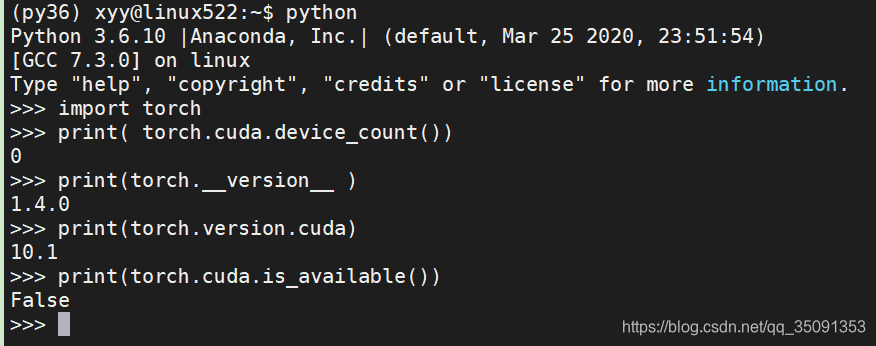 (py36) xyy@linux522:~$ python
Python 3.6.10 |Anaconda, Inc.| (default, Mar 25 2020, 23:51:54)
[GCC 7.3.0] on linux
Type "help", "copyright", "credits" or "license" for more information.
>>> import torch
>>> print( torch.cuda.device_count())
0
>>> print(torch.__version__ )
1.4.0
>>> print(torch.version.cuda)
10.1
>>> print(torch.cuda.is_available())
False
>>>
https://blog.csdn.net/qq_35091353